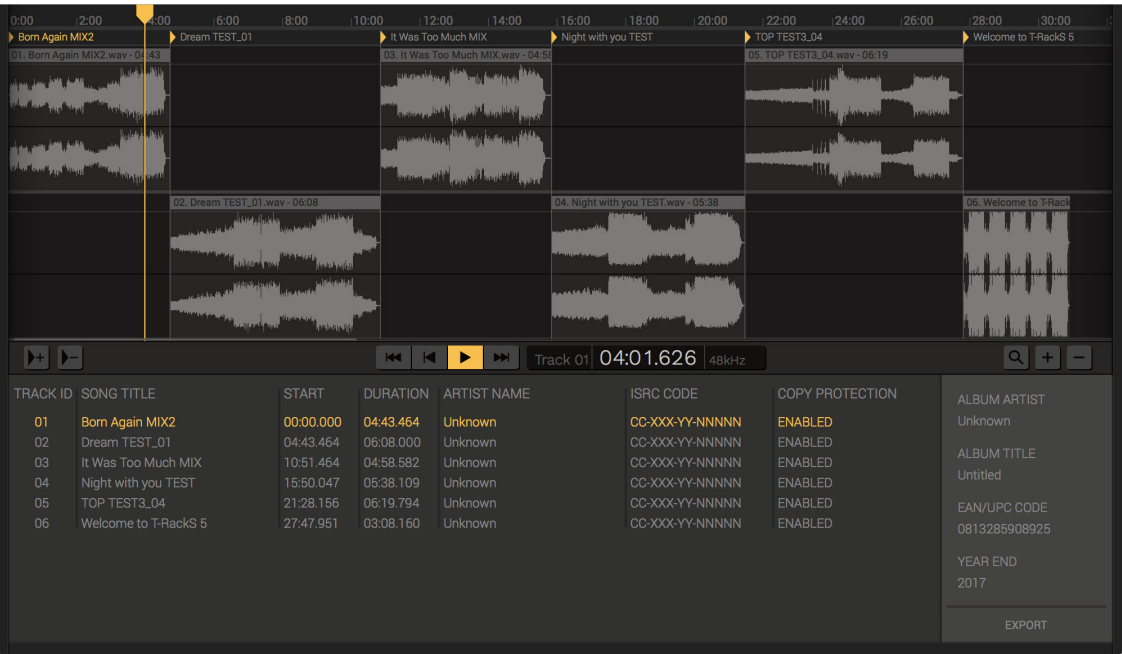 0:00 2:00 4:00 6:00 8:00 10:00 12:00 14:00 16:00 18:00 20:00 22:00 24:00 26:00 28:00 30:00
Born Again MIX2 Dream TEST_01 It Was Too Much MIX Night with you TEST TOP TEST3_04 Welcome to T-RackS 5
01. Born Again MIX2.wav - 04:43 03. It Was Too Much MIX.wav - 04:58 05. TOP TEST3_04.wav - 06:19
02. Dream TEST_01.wav - 06:08 04. Night with you TEST.wav - 05:38 06. Welcome to T-Rack
Track 01 04:01.626 48kHz
TRACK ID SONG TITLE START DURATION ARTIST NAME ISRC CODE COPY PROTECTION
01 Born Again MIX2 00:00.000 04:43.464 Unknown CC-XXX-YY-NNNNN ENABLED
02 Dream TEST_01 04:43.464 06:08.000 Unknown CC-XXX-YY-NNNNN ENABLED
03 It Was Too Much MIX 10:51.464 04:58.582 Unknown CC-XXX-YY-NNNNN ENABLED
04 Night with you TEST 15:50.047 05:38.109 Unknown CC-XXX-YY-NNNNN ENABLED
05 TOP TEST3_04 21:28.156 06:19.794 Unknown CC-XXX-YY-NNNNN ENABLED
06 Welcome to T-RackS 5 27:47.951 03:08.160 Unknown CC-XXX-YY-NNNNN ENABLED
ALBUM ARTIST
Unknown
ALBUM TITLE
Untitled
EAN/UPC CODE
0813285908925
YEAR END
2017
EXPORT